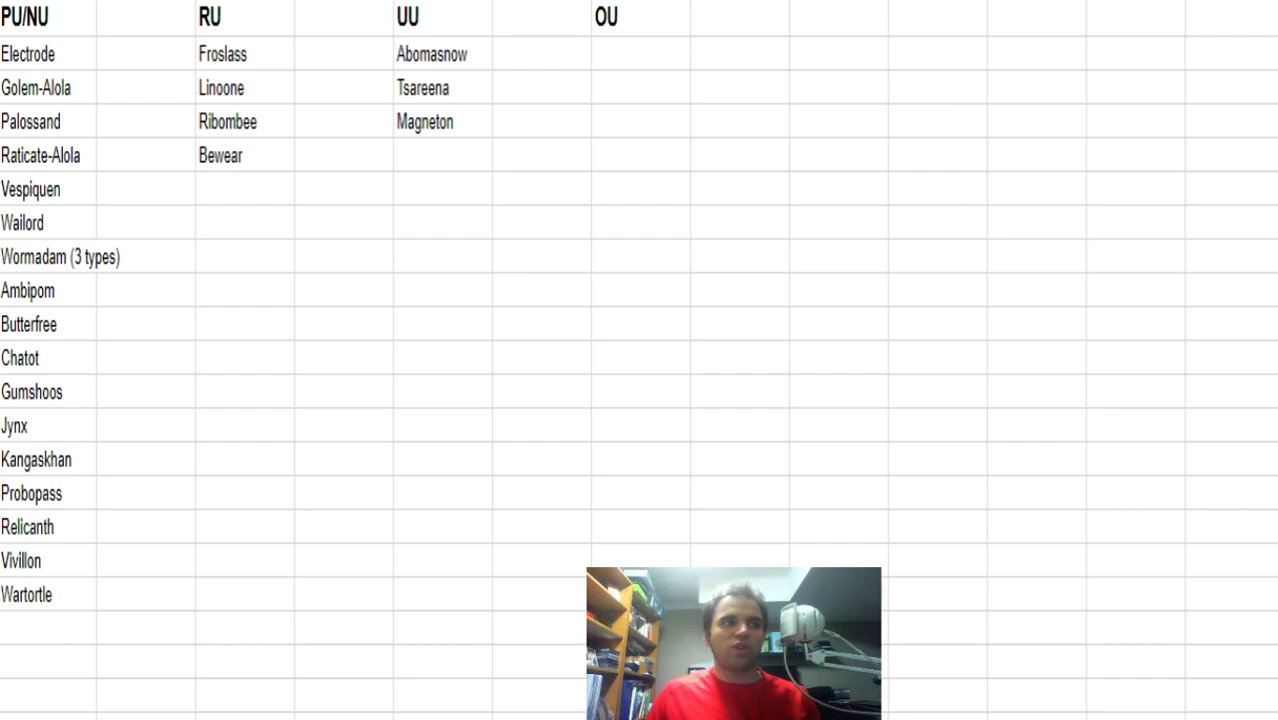 PU/NU RU UU OU
Electrode Froslass Abomasnow
Golem-Alola Linoone Tsareena
Palossand Ribombee Magneton
Raticate-Alola Bewear
Vespiquen
Wailord
Wormadam (3 types)
Ambipom
Butterfree
Chatot
Gumshoos
Jynx
Kangaskhan
Probopass
Relicanth
Vivillon
Wartortle